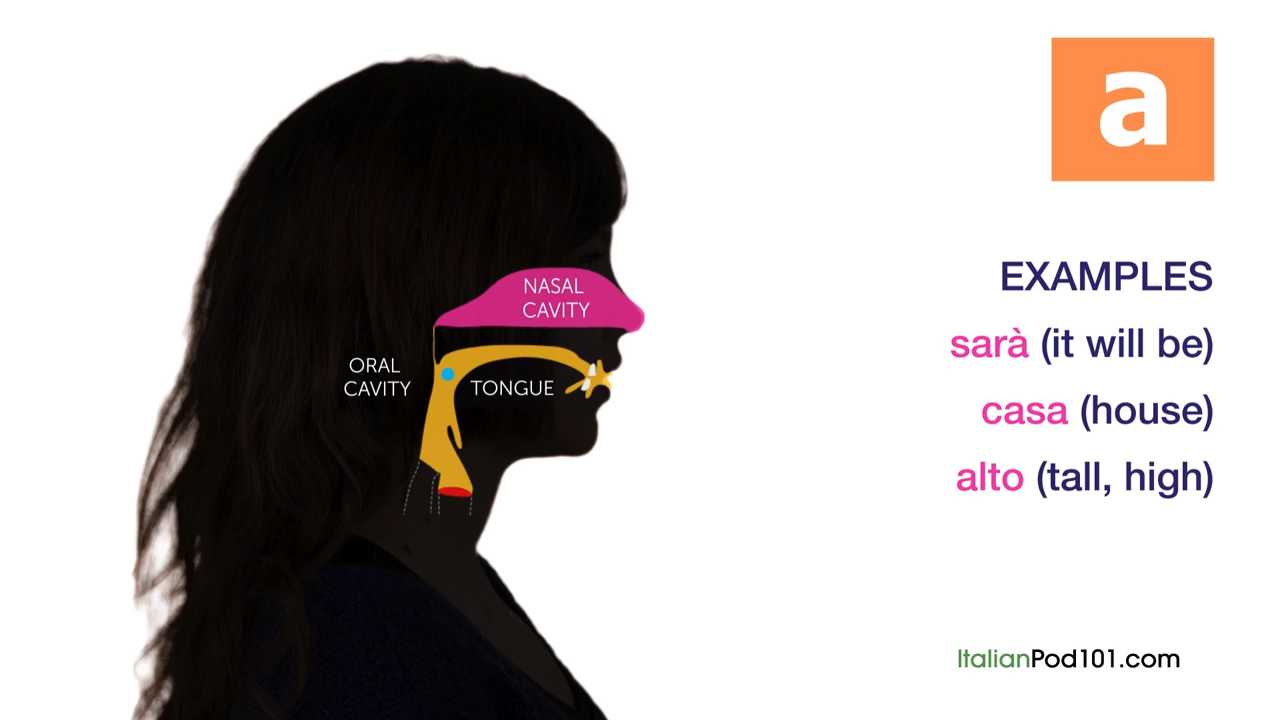 a
NASAL
CAVITY
ORAL
CAVITY
TONGUE
EXAMPLES
sarà (it will be)
casa (house)
alto (tall, high)
ItalianPod101.com